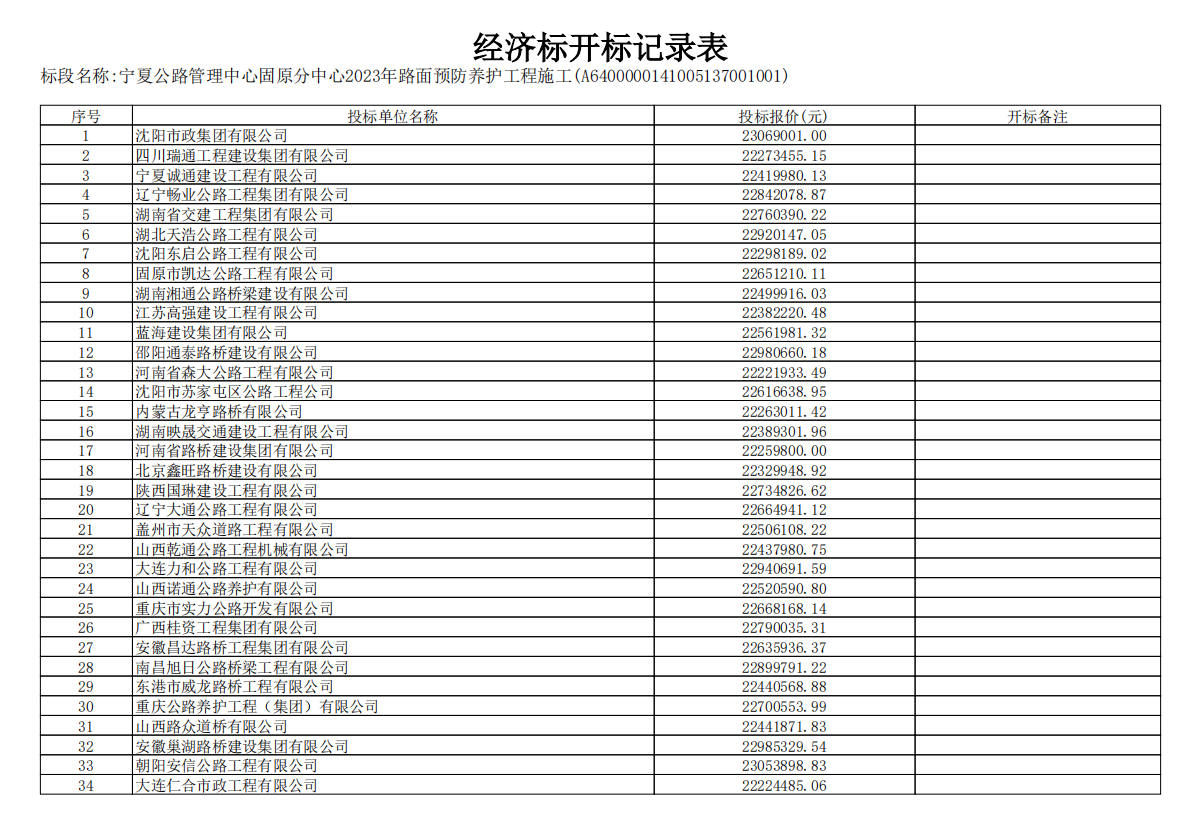 经济标开标记录表
标段名称:宁夏公路管理中心固原分中心2023年路面预防养护工程施工(A6400000141005137001001)
序号 投标单位名称 投标报价(元) 开标备注
1 沈阳市政集团有限公司 23069001.00
2 四川瑞通工程建设集团有限公司 22273455.15
3 宁夏诚通建设工程有限公司 22419980.13
4 辽宁畅业公路工程集团有限公司 22842078.87
5 湖南省交建工程集团有限公司 22760390.22
6 湖北天浩公路工程有限公司 22920147.05
7 沈阳东启公路工程有限公司 22298189.02
8 固原市凯达公路工程有限公司 22651210.11
9 湖南湘通公路桥梁建设有限公司 22499916.03
10 江苏高强建设工程有限公司 22382220.48
11 蓝海建设集团有限公司 22561981.32
12 邵阳通泰路桥建设有限公司 22980660.18
13 河南省森大公路工程有限公司 22221933.49
14 沈阳市苏家屯区公路工程公司 22616638.95
15 内蒙古龙亨路桥有限公司 22263011.42
16 湖南映晟交通建设工程有限公司 22389301.96
17 河南省路桥建设集团有限公司 22259800.00
18 北京鑫旺路桥建设有限公司 22329948.92
19 陕西国琳建设工程有限公司 22734826.62
20 辽宁大通公路工程有限公司 22664941.12
21 盖州市天众道路工程有限公司 22506108.22
22 山西乾通公路工程机械有限公司 22437980.75
23 大连力和公路工程有限公司 22940691.59
24 山西诺通公路养护有限公司 22520590.80
25 重庆市实力公路开发有限公司 22668168.14
26 广西桂资工程集团有限公司 22790035.31
27 安徽昌达路桥工程集团有限公司 22635936.37
28 南昌旭日公路桥梁工程有限公司 22899791.22
29 东港市威龙路桥工程有限公司 22440568.88
30 重庆公路养护工程（集团）有限公司 22700553.99
31 山西路众道桥有限公司 22441871.83
32 安徽巢湖路桥建设集团有限公司 22985329.54
33 朝阳安信公路工程有限公司 23053898.83
34 大连仁合市政工程有限公司 22224485.06